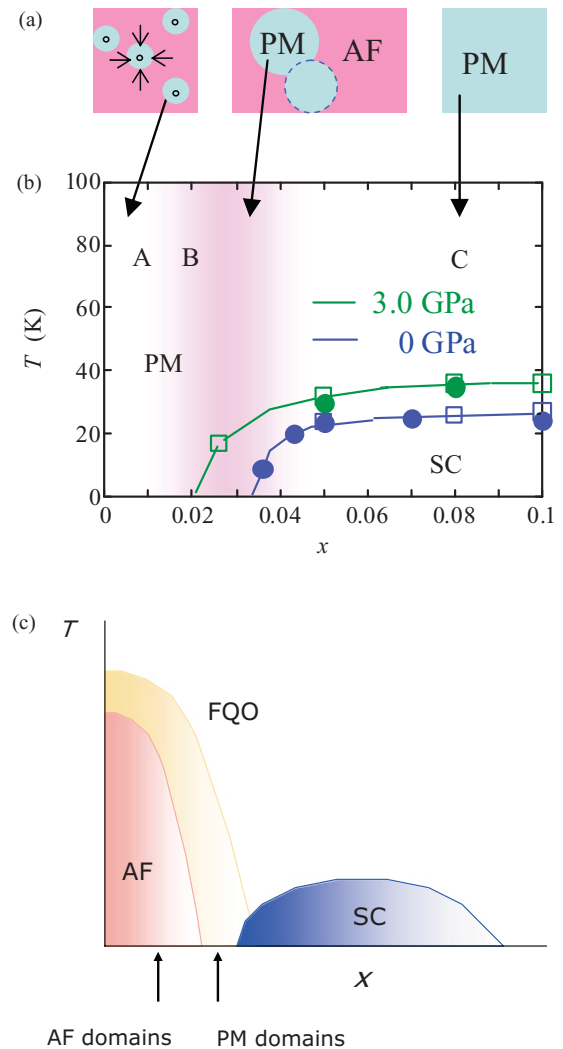 (a)
PM
AF
PM
(b)
100
80
60
40
20
0
T (K)
A
B
C
3.0 GPa
0 GPa
PM
SC
0
0.02
0.04
0.06
0.08
0.1
x
(c)
T
FQO
AF
SC
x
AF domains
PM domains